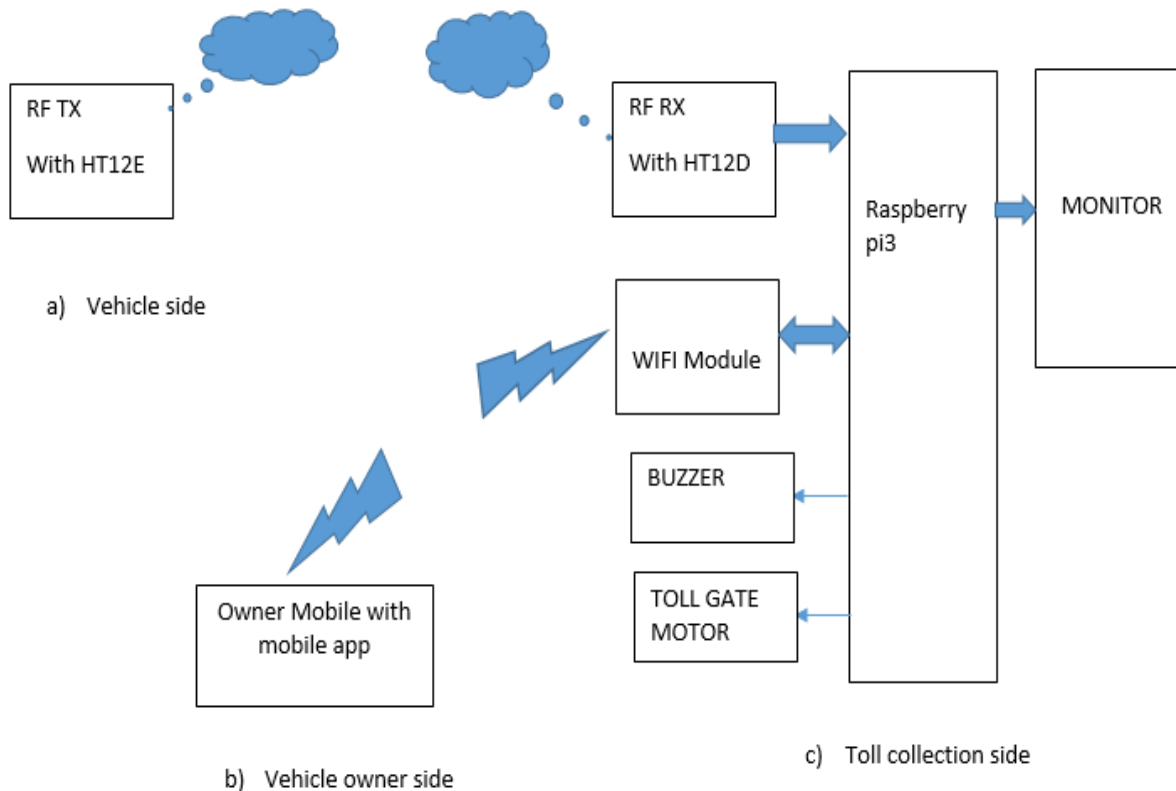 RF TX
With HT12E
a) Vehicle side
RF RX
With HT12D
Raspberry
pi3
MONITOR
WIFI Module
BUZZER
TOLL GATE
MOTOR
Owner Mobile with
mobile app
b) Vehicle owner side
c) Toll collection side